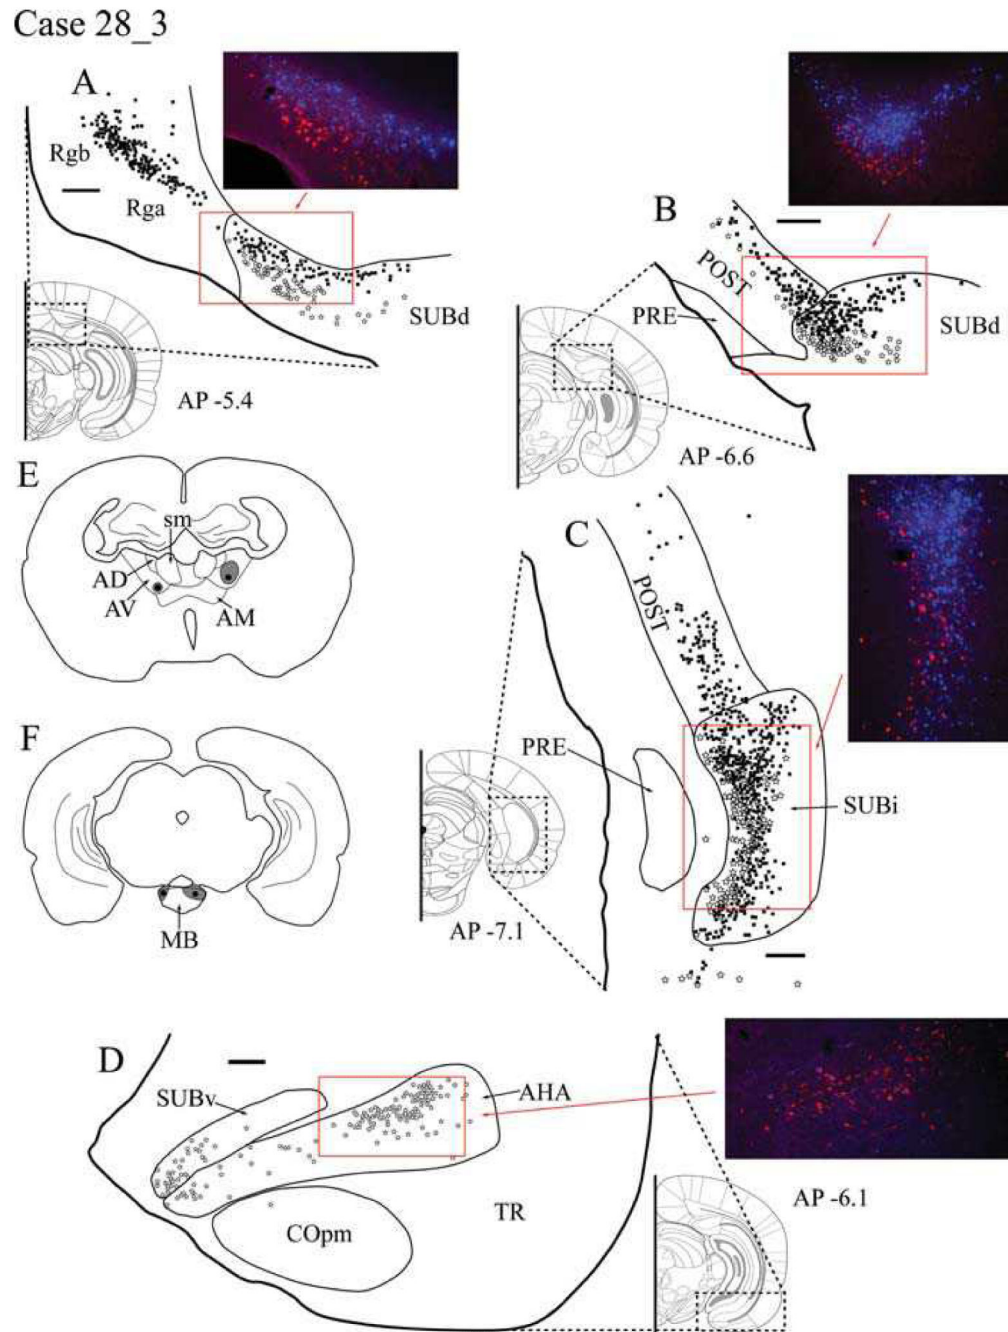 Case 28_3
A
Rgb
Rga
SUBd
AP -5.4
B
POST
PRE
SUBd
AP -6.6
E
sm
AD
AV
AM
C
POST
PRE
SUBi
AP -7.1
F
MB
D
SUBv
AHA
COpm
TR
AP -6.1